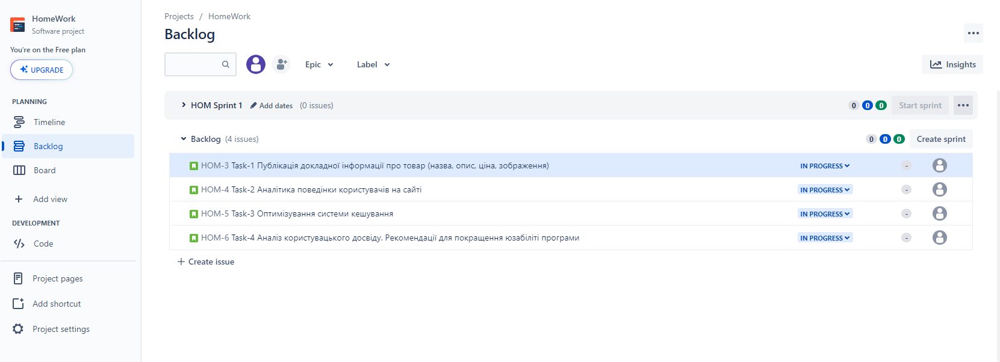 HomeWork
Software project
You're on the Free plan
UPGRADE
PLANNING
Timeline
Backlog
Board
Add view
DEVELOPMENT
Code
Project pages
Add shortcut
Project settings
Projects / HomeWork
Backlog
Epic Label
Insights
HOM Sprint 1 Add dates (0 issues) 0 0 0 Start sprint
Backlog (4 issues) 0 0 0 Create sprint
HOM-3 Task-1 Публікація докладної інформації про товар (назва, опис, ціна, зображення) IN PROGRESS -
HOM-4 Task-2 Аналітика поведінки користувачів на сайті IN PROGRESS -
HOM-5 Task-3 Оптимізування системи кешування IN PROGRESS -
HOM-6 Task-4 Аналіз користувацького досвіду. Рекомендації для покращення юзабіліті програми IN PROGRESS -
Create issue